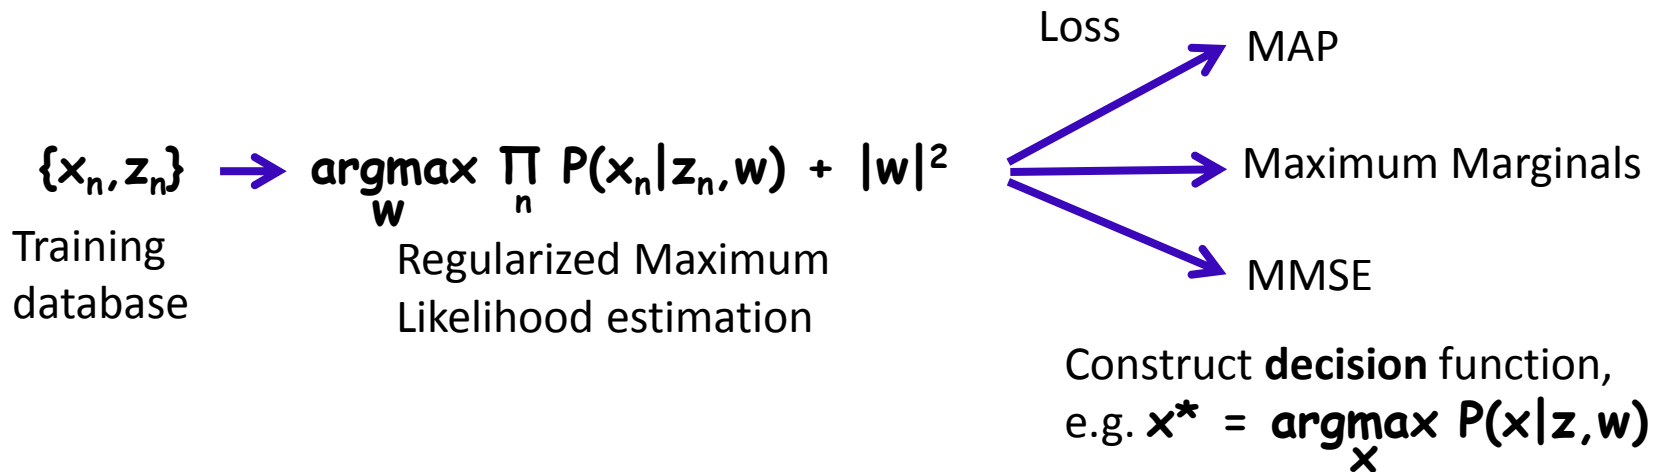 Loss
MAP
{xₙ,zₙ} argmax ∏ P(xₙ|zₙ,w) + |w|²
w n
Maximum Marginals
Training
database
Regularized Maximum
Likelihood estimation
MMSE
Construct decision function,
e.g. x* = argmax P(x|z,w)
x